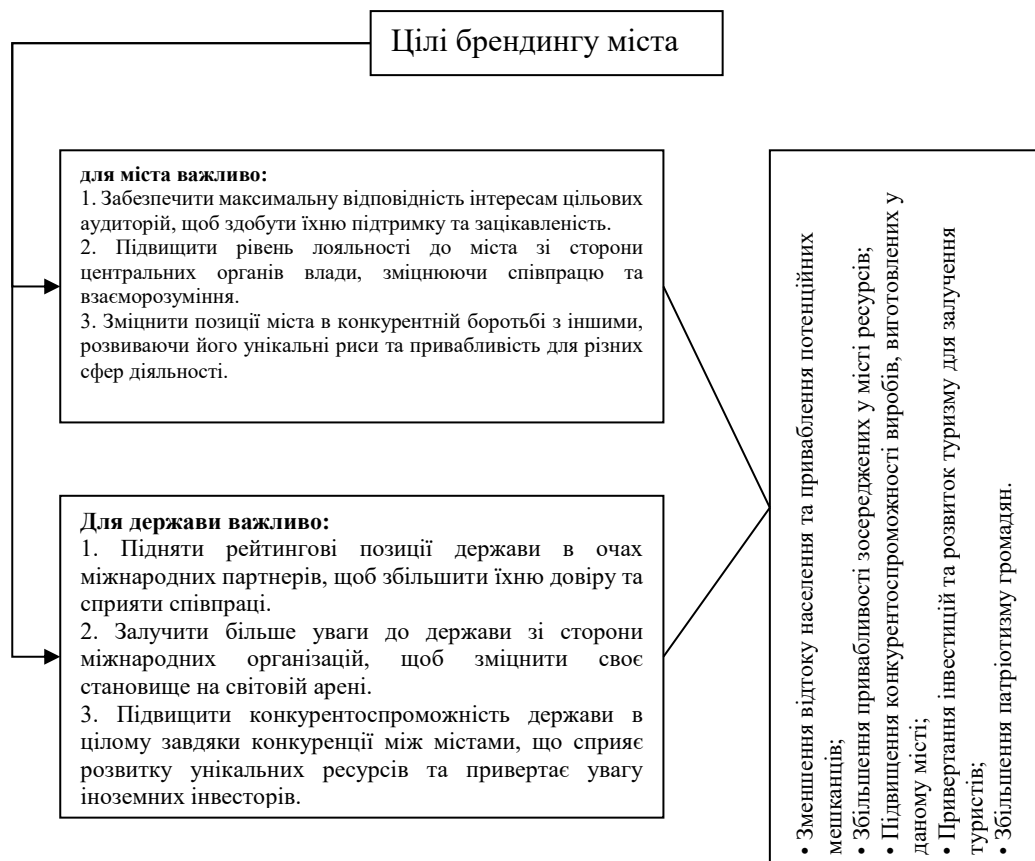 Цілі брендингу міста
для міста важливо:
1. Забезпечити максимальну відповідність інтересам цільових
аудиторій, щоб здобути їхню підтримку та зацікавленість.
2. Підвищити рівень лояльності до міста зі сторони
центральних органів влади, зміцнюючи співпрацю та
взаєморозуміння.
3. Зміцнити позиції міста в конкурентній боротьбі з іншими,
розвиваючи його унікальні риси та привабливість для різних
сфер діяльності.
Для держави важливо:
1. Підняти рейтингові позиції держави в очах
міжнародних партнерів, щоб збільшити їхню довіру та
сприяти співпраці.
2. Залучити більше уваги до держави зі сторони
міжнародних організацій, щоб зміцнити своє
становище на світовій арені.
3. Підвищити конкурентоспроможність держави в
цілому завдяки конкуренції між містами, що сприяє
розвитку унікальних ресурсів та привертає увагу
іноземних інвесторів.
• Зменшення відтоку населення та приваблення потенційних
мешканців;
• Збільшення привабливості зосереджених у місті ресурсів;
• Підвищення конкурентоспроможності виробів, виготовлених у
даному місті;
• Привертання інвестицій та розвиток туризму для залучення
туристів;
• Збільшення патріотизму громадян.